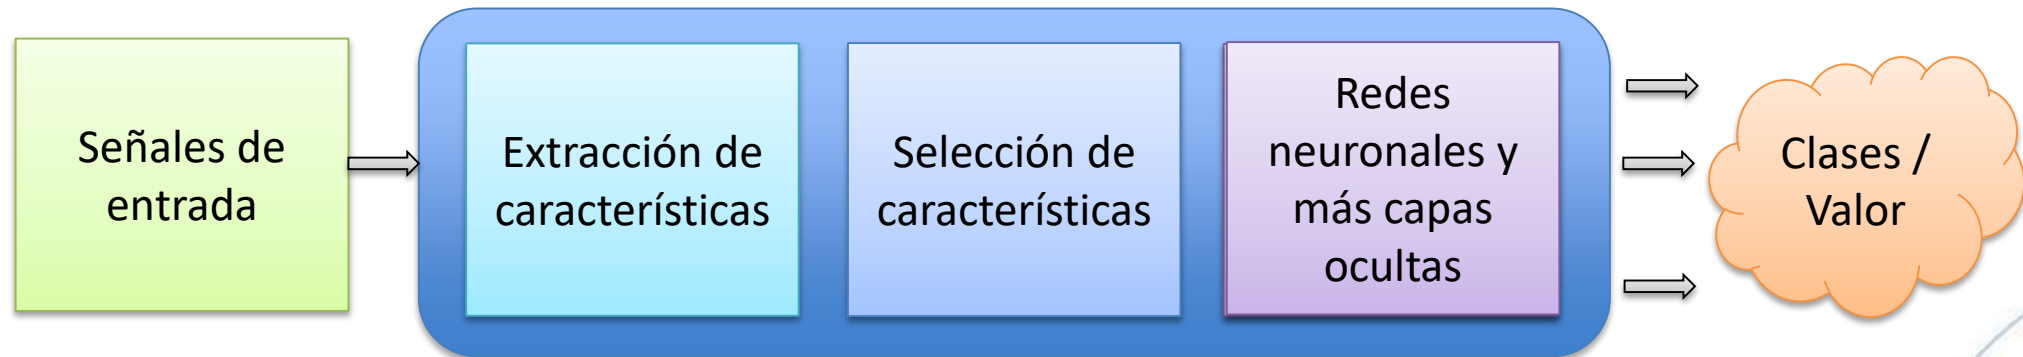 Señales de
entrada
Extracción de
características
Selección de
características
Redes
neuronales y
más capas
ocultas
Clases /
Valor